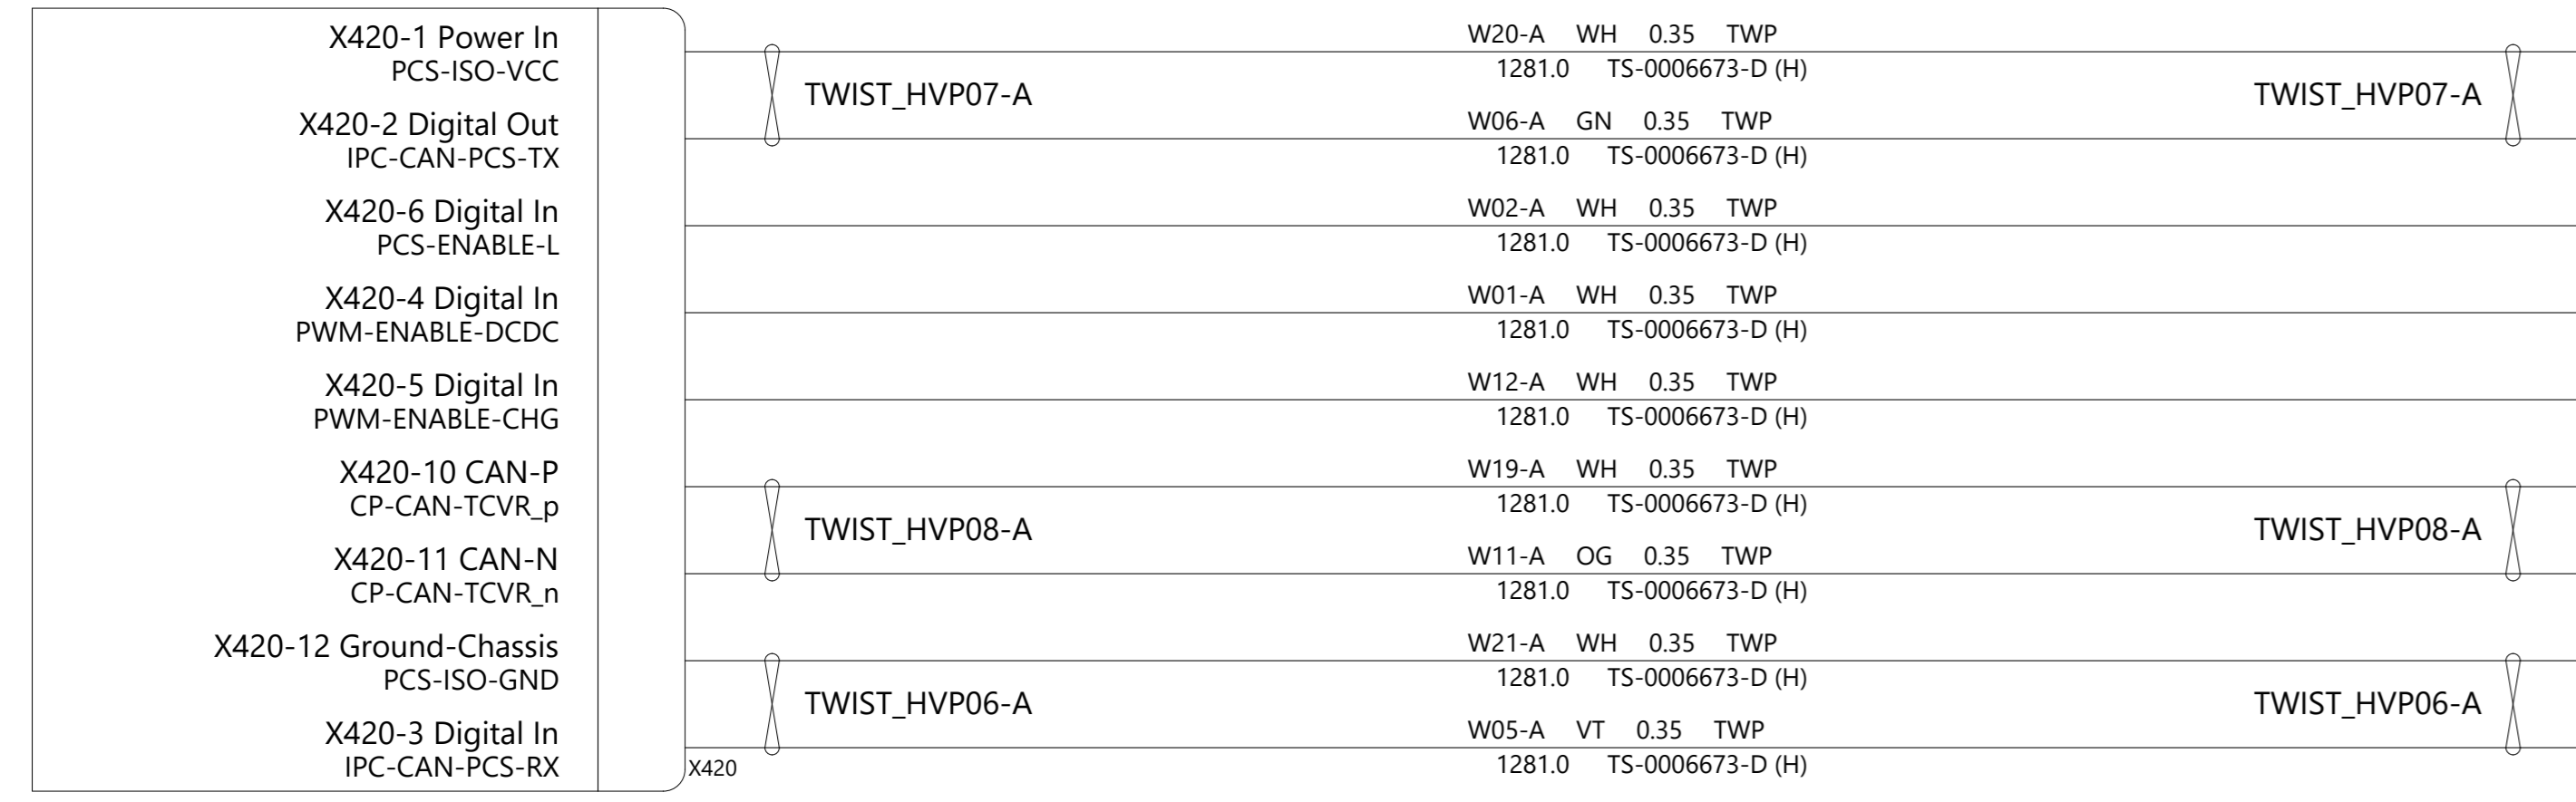 X420-1 Power In
PCS-ISO-VCC
W20-A WH 0.35 TWP
1281.0 TS-0006673-D (H)
TWIST_HVP07-A
TWIST_HVP07-A
X420-2 Digital Out
IPC-CAN-PCS-TX
W06-A GN 0.35 TWP
1281.0 TS-0006673-D (H)
X420-6 Digital In
PCS-ENABLE-L
W02-A WH 0.35 TWP
1281.0 TS-0006673-D (H)
X420-4 Digital In
PWM-ENABLE-DCDC
W01-A WH 0.35 TWP
1281.0 TS-0006673-D (H)
X420-5 Digital In
PWM-ENABLE-CHG
W12-A WH 0.35 TWP
1281.0 TS-0006673-D (H)
X420-10 CAN-P
CP-CAN-TCVR_p
W19-A WH 0.35 TWP
1281.0 TS-0006673-D (H)
TWIST_HVP08-A
TWIST_HVP08-A
X420-11 CAN-N
CP-CAN-TCVR_n
W11-A OG 0.35 TWP
1281.0 TS-0006673-D (H)
X420-12 Ground-Chassis
PCS-ISO-GND
W21-A WH 0.35 TWP
1281.0 TS-0006673-D (H)
TWIST_HVP06-A
TWIST_HVP06-A
X420-3 Digital In
IPC-CAN-PCS-RX
W05-A VT 0.35 TWP
1281.0 TS-0006673-D (H)
X420